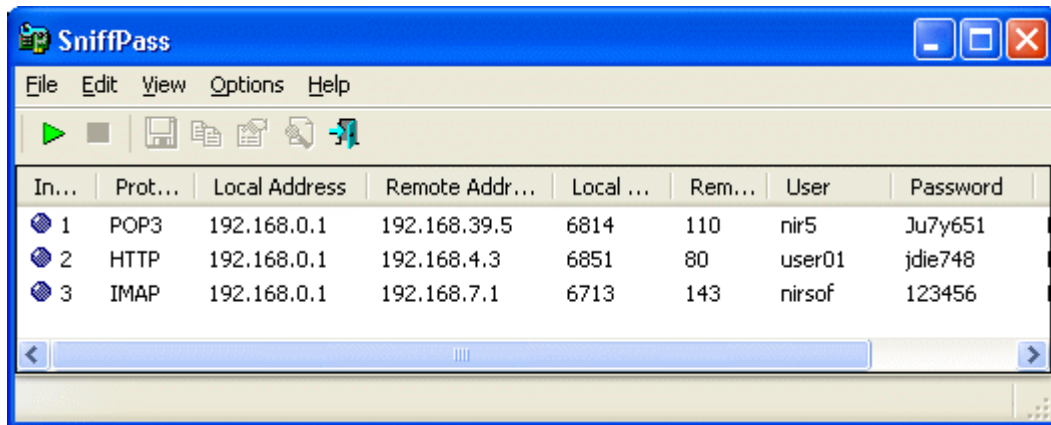 SniffPass
File Edit View Options Help
In... Prot... Local Address Remote Addr... Local ... Rem... User Password
1 POP3 192.168.0.1 192.168.39.5 6814 110 nir5 Ju7y651
2 HTTP 192.168.0.1 192.168.4.3 6851 80 user01 jdie748
3 IMAP 192.168.0.1 192.168.7.1 6713 143 nirsof 123456